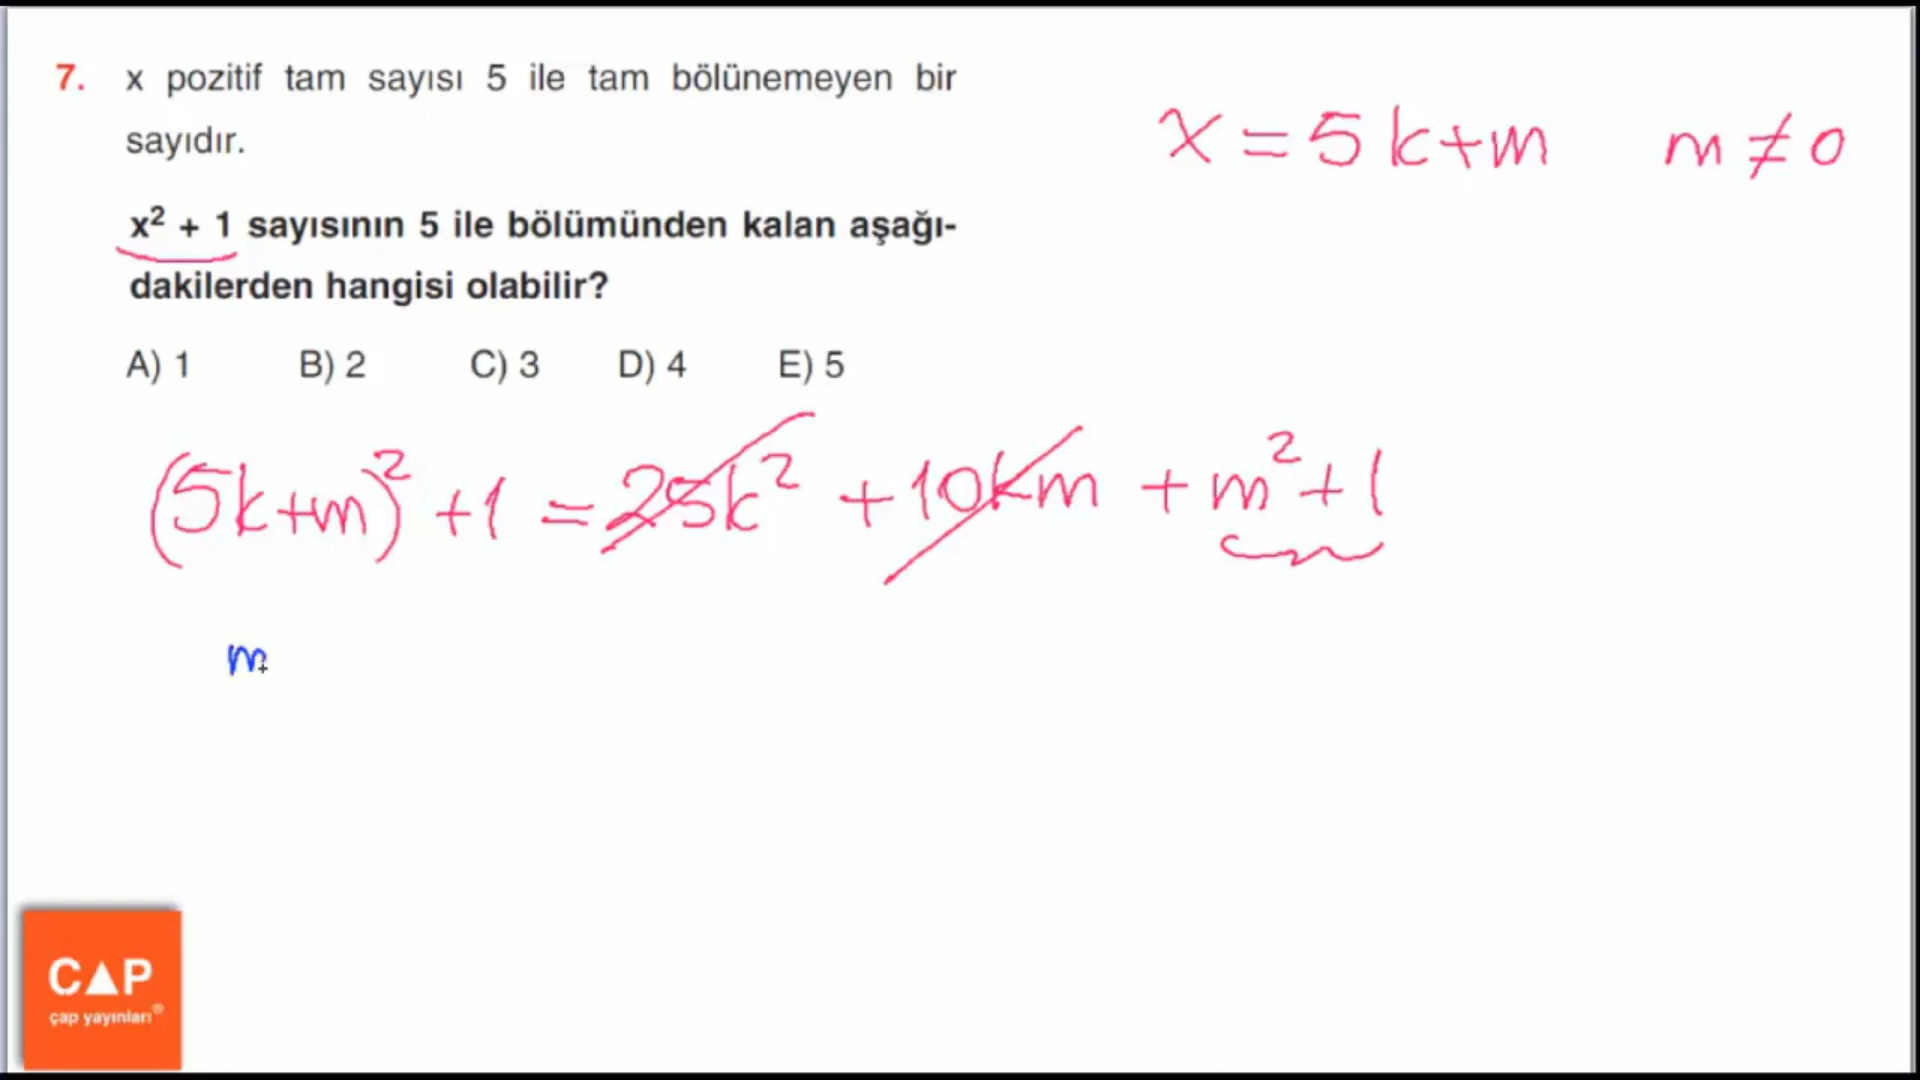 7. x pozitif tam sayısı 5 ile tam bölünemeyen bir
sayıdır.
x² + 1 sayısının 5 ile bölümünden kalan aşağı-
dakilerden hangisi olabilir?
A) 1 B) 2 C) 3 D) 4 E) 5
x = 5k+m m ≠ 0
(5k+m)² +1 = 25k² + 10km + m² + 1
m
CAP
çap yayınları®